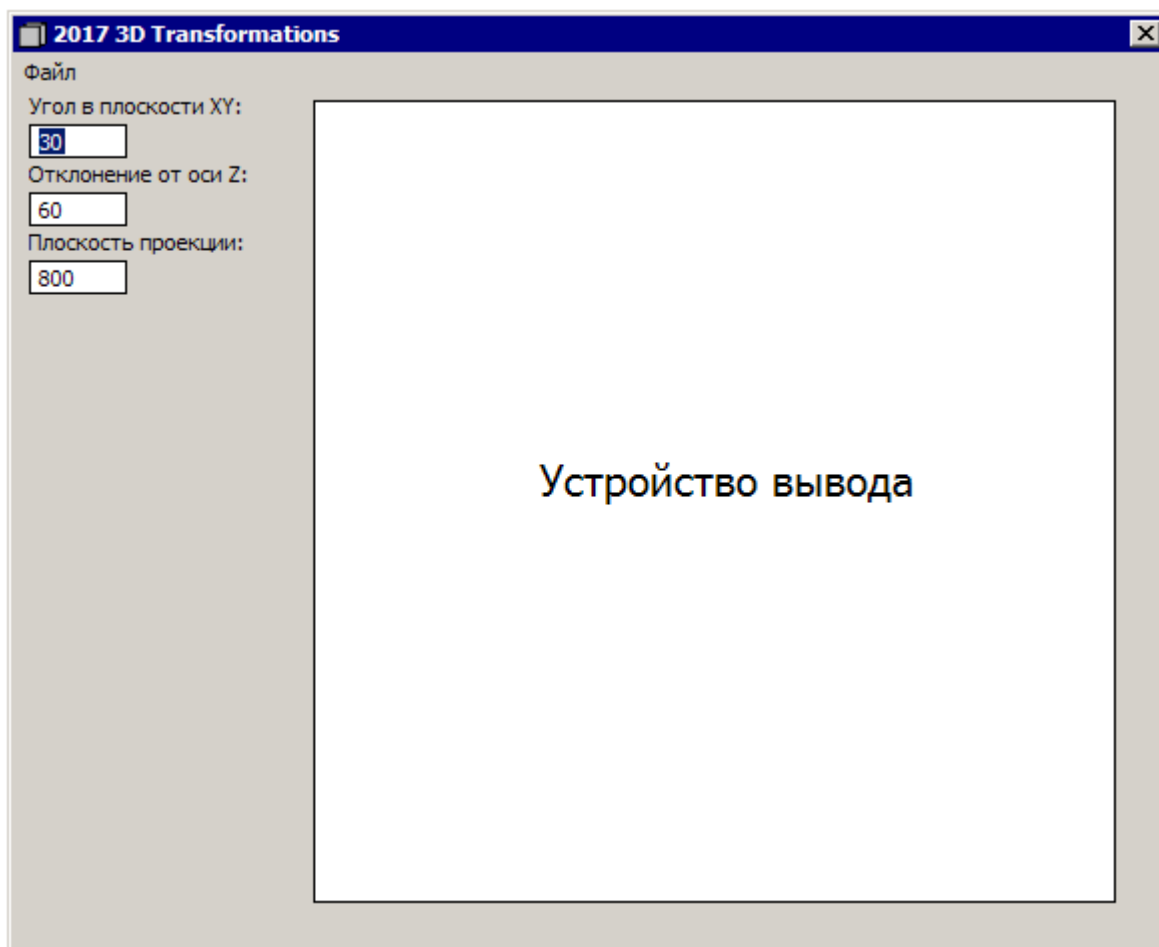 2017 3D Transformations
Файл
Угол в плоскости XY:
30
Отклонение от оси Z:
60
Плоскость проекции:
800
Устройство вывода